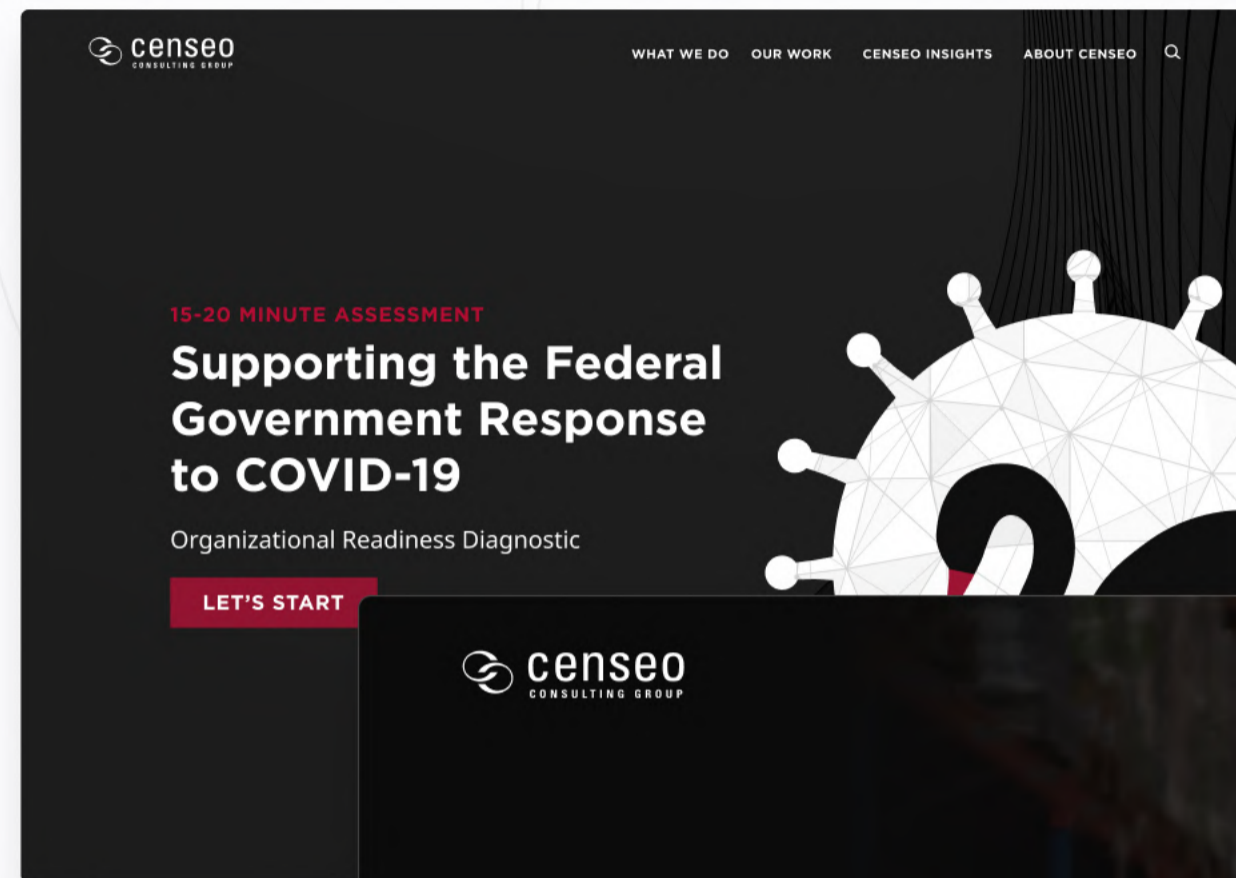 censeo
CONSULTING GROUP
WHAT WE DO OUR WORK CENSEO INSIGHTS ABOUT CENSEO
15-20 MINUTE ASSESSMENT
Supporting the Federal
Government Response
to COVID-19
Organizational Readiness Diagnostic
LET’S START
censeo
CONSULTING GROUP